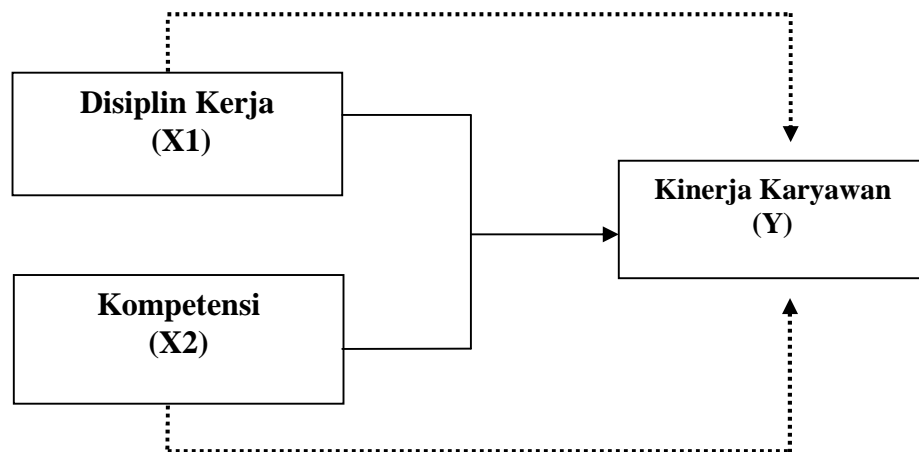 Disiplin Kerja
(X1)
Kinerja Karyawan
(Y)
Kompetensi
(X2)